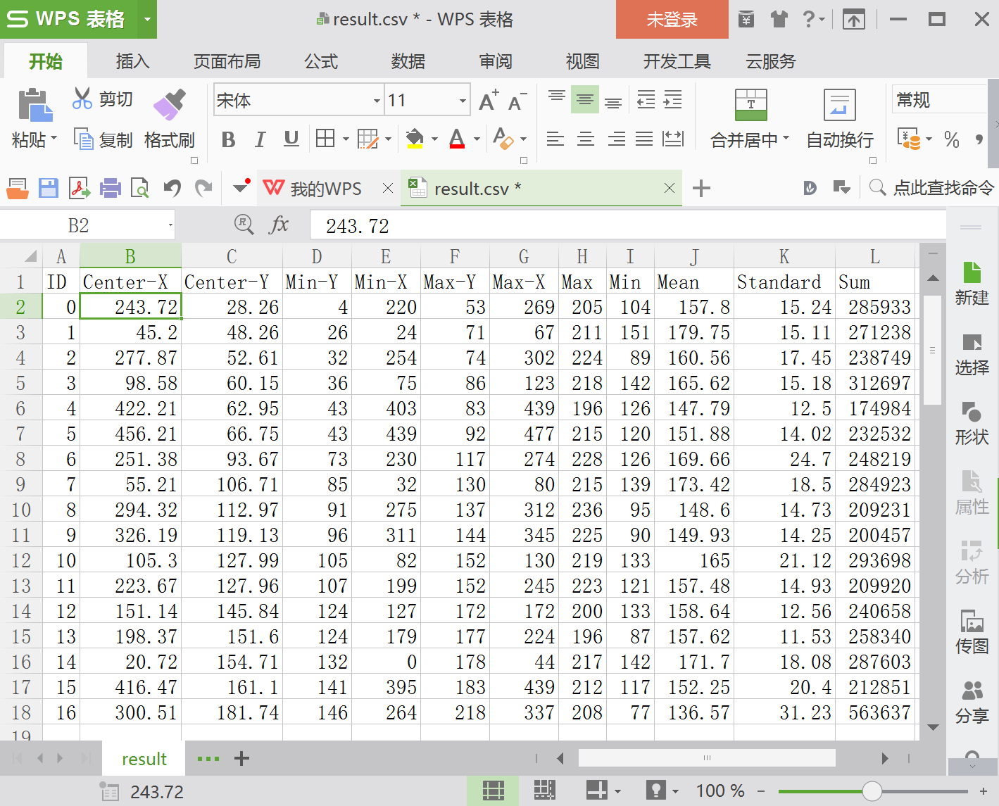 WPS 表格
result.csv * - WPS 表格
未登录
开始 插入 页面布局 公式 数据 审阅 视图 开发工具 云服务
剪切 宋体 11 A+ A- 常规
粘贴 复制 格式刷 B I U A A 合并居中 自动换行 % ,
我的WPS result.csv * 点此查找命令
B2 fx 243.72
A B C D E F G H I J K L
1 ID Center-X Center-Y Min-Y Min-X Max-Y Max-X Max Min Mean Standard Sum
2 0 243.72 28.26 4 220 53 269 205 104 157.8 15.24 285933
3 1 45.2 48.26 26 24 71 67 211 151 179.75 15.11 271238
4 2 277.87 52.61 32 254 74 302 224 89 160.56 17.45 238749
5 3 98.58 60.15 36 75 86 123 218 142 165.62 15.18 312697
6 4 422.21 62.95 43 403 83 439 196 126 147.79 12.5 174984
7 5 456.21 66.75 43 439 92 477 215 120 151.88 14.02 232532
8 6 251.38 93.67 73 230 117 274 228 126 169.66 24.7 248219
9 7 55.21 106.71 85 32 130 80 215 139 173.42 18.5 284923
10 8 294.32 112.97 91 275 137 312 236 95 148.6 14.73 209231
11 9 326.19 119.13 96 311 144 345 225 90 149.93 14.25 200457
12 10 105.3 127.99 105 82 152 130 219 133 165 21.12 293698
13 11 223.67 127.96 107 199 152 245 223 121 157.48 14.93 209920
14 12 151.14 145.84 124 127 172 172 200 133 158.64 12.56 240658
15 13 198.37 151.6 124 179 177 224 196 87 157.62 11.53 258340
16 14 20.72 154.71 132 0 178 44 217 142 171.7 18.08 287603
17 15 416.47 161.1 141 395 183 439 212 117 152.25 20.4 212851
18 16 300.51 181.74 146 264 218 337 208 77 136.57 31.23 563637
19
新建
选择
形状
属性
分析
传图
分享
result
243.72 100 %